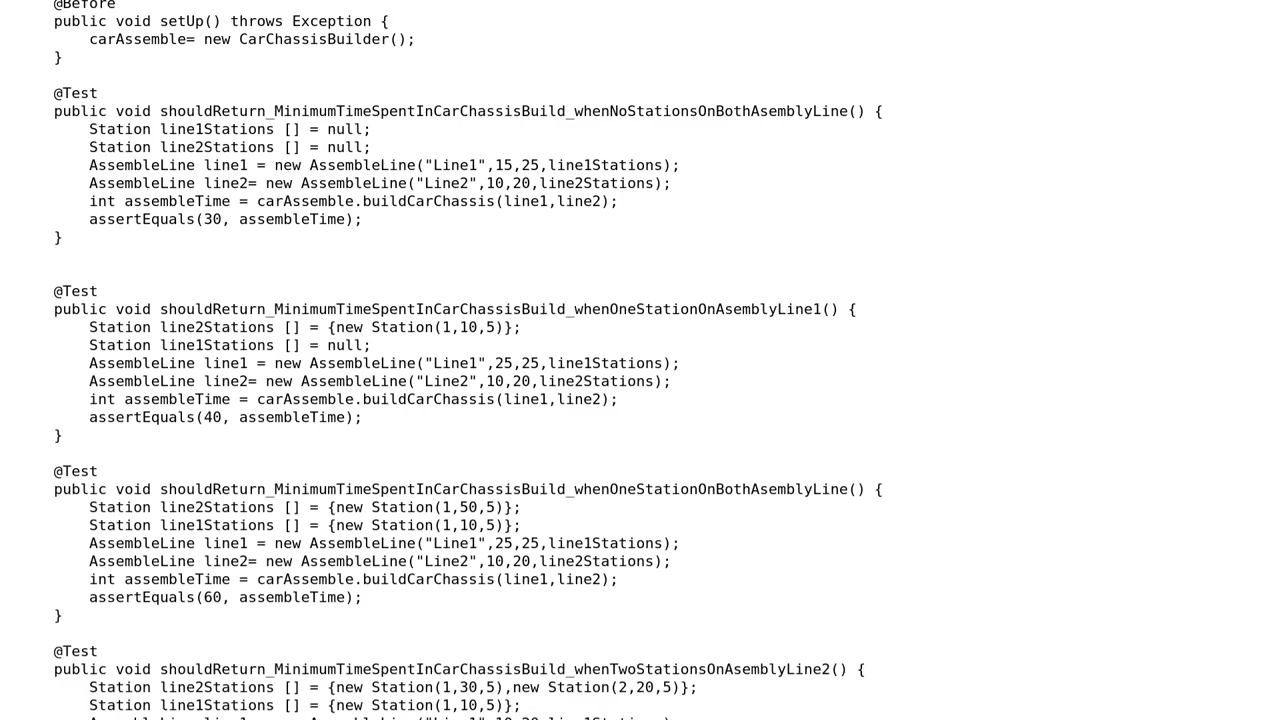 @Before
public void setUp() throws Exception {
carAssemble= new CarChassisBuilder();
}
@Test
public void shouldReturn_MinimumTimeSpentInCarChassisBuild_whenNoStationsOnBothAsemblyLine() {
Station line1Stations [] = null;
Station line2Stations [] = null;
AssembleLine line1 = new AssembleLine("Line1",15,25,line1Stations);
AssembleLine line2= new AssembleLine("Line2",10,20,line2Stations);
int assembleTime = carAssemble.buildCarChassis(line1,line2);
assertEquals(30, assembleTime);
}
@Test
public void shouldReturn_MinimumTimeSpentInCarChassisBuild_whenOneStationOnAsemblyLine1() {
Station line2Stations [] = {new Station(1,10,5)};
Station line1Stations [] = null;
AssembleLine line1 = new AssembleLine("Line1",25,25,line1Stations);
AssembleLine line2= new AssembleLine("Line2",10,20,line2Stations);
int assembleTime = carAssemble.buildCarChassis(line1,line2);
assertEquals(40, assembleTime);
}
@Test
public void shouldReturn_MinimumTimeSpentInCarChassisBuild_whenOneStationOnBothAsemblyLine() {
Station line2Stations [] = {new Station(1,50,5)};
Station line1Stations [] = {new Station(1,10,5)};
AssembleLine line1 = new AssembleLine("Line1",25,25,line1Stations);
AssembleLine line2= new AssembleLine("Line2",10,20,line2Stations);
int assembleTime = carAssemble.buildCarChassis(line1,line2);
assertEquals(60, assembleTime);
}
@Test
public void shouldReturn_MinimumTimeSpentInCarChassisBuild_whenTwoStationsOnAsemblyLine2() {
Station line2Stations [] = {new Station(1,30,5),new Station(2,20,5)};
Station line1Stations [] = {new Station(1,10,5)};